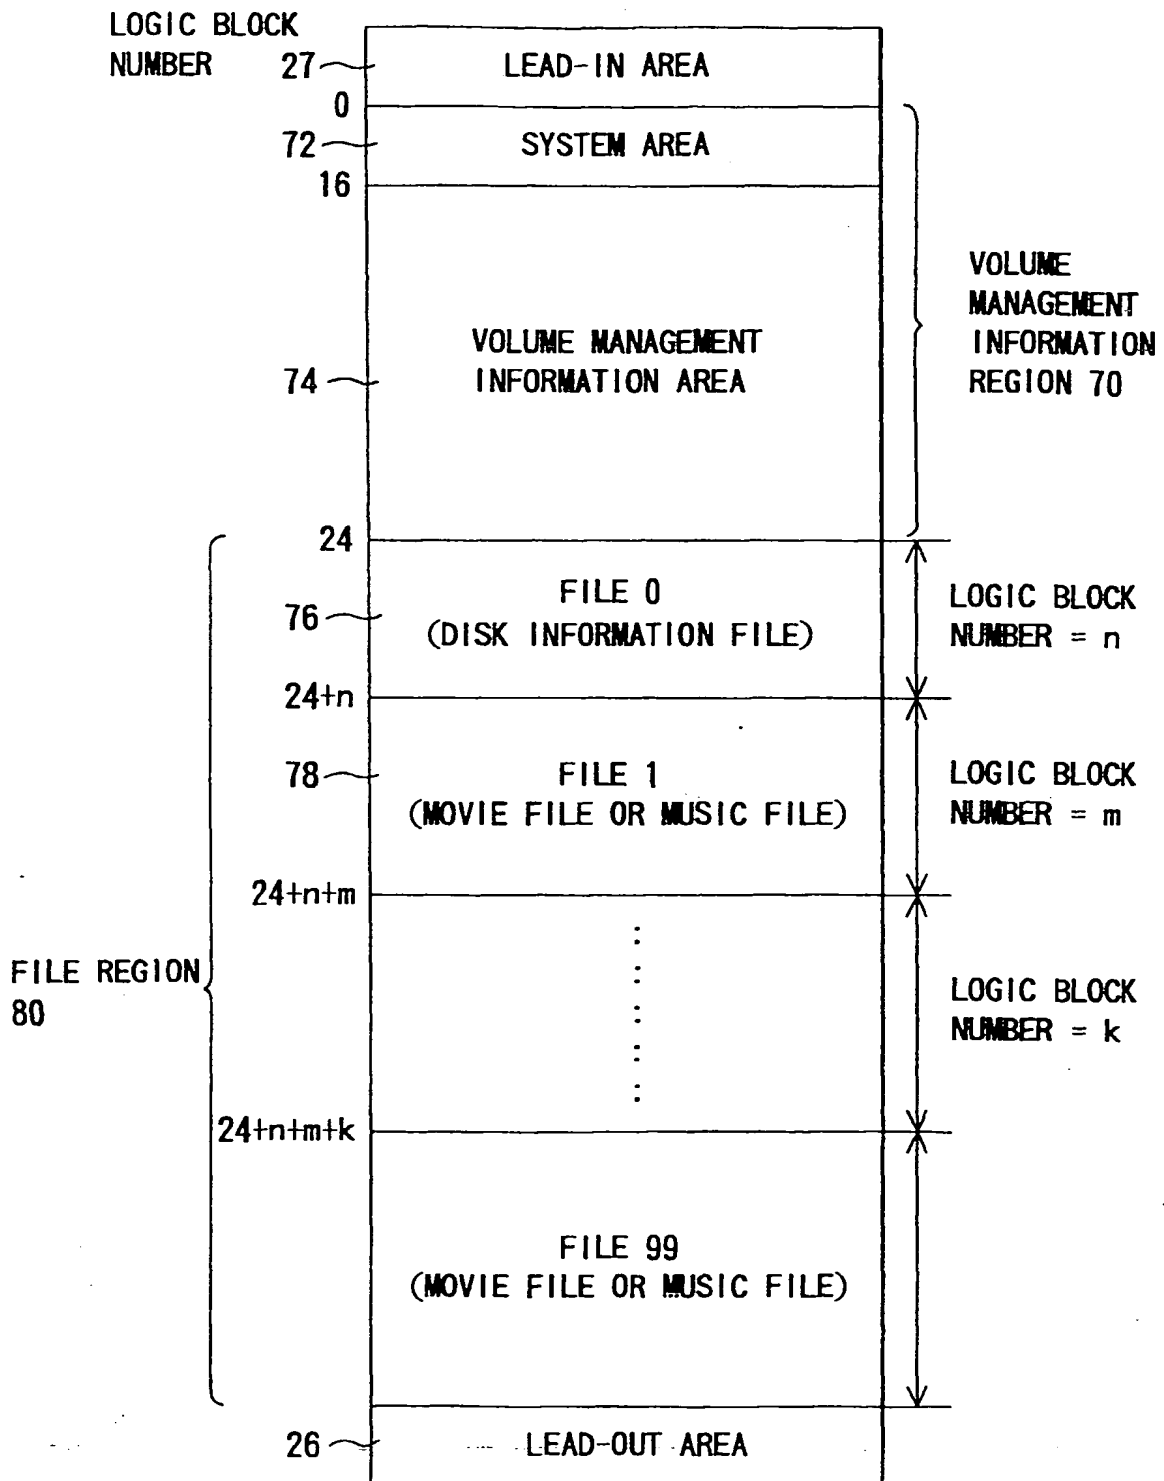 LOGIC BLOCK
NUMBER
27
LEAD-IN AREA
0
72
SYSTEM AREA
16
VOLUME
MANAGEMENT
INFORMATION
REGION 70
VOLUME MANAGEMENT
INFORMATION AREA
74
24
FILE 0
(DISK INFORMATION FILE)
76
LOGIC BLOCK
NUMBER = n
24+n
78
FILE 1
(MOVIE FILE OR MUSIC FILE)
LOGIC BLOCK
NUMBER = m
24+n+m
FILE REGION
80
LOGIC BLOCK
NUMBER = k
24+n+m+k
FILE 99
(MOVIE FILE OR MUSIC FILE)
26
LEAD-OUT AREA